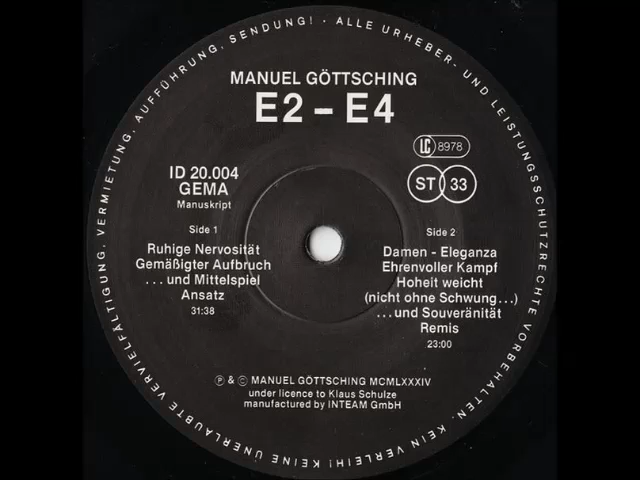 ALLE URHEBER- UND LEISTUNGSSCHUTZRECHTE VORBEHALTEN. KEIN VERLEIH! KEINE UNERLAUBTE VERVIELFÄLTIGUNG, VERMIETUNG, AUFFÜHRUNG, SENDUNG! ·
MANUEL GÖTTSCHING
E2 – E4
LC 8978
ID 20.004
GEMA
Manuskript
ST 33
Side 1
Ruhige Nervosität
Gemäßigter Aufbruch
...und Mittelspiel
Ansatz
31:38
Side 2
Damen - Eleganza
Ehrenvoller Kampf
Hoheit weicht
(nicht ohne Schwung...)
...und Souveränität
Remis
23:00
℗ & © MANUEL GÖTTSCHING MCMLXXXIV
under licence to Klaus Schulze
manufactured by INTEAM GmbH